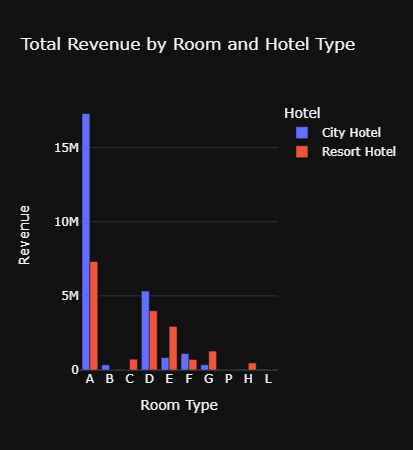 Total Revenue by Room and Hotel Type
Hotel
City Hotel
Resort Hotel
15M
10M
5M
0
Revenue
A B C D E F G P H L
Room Type